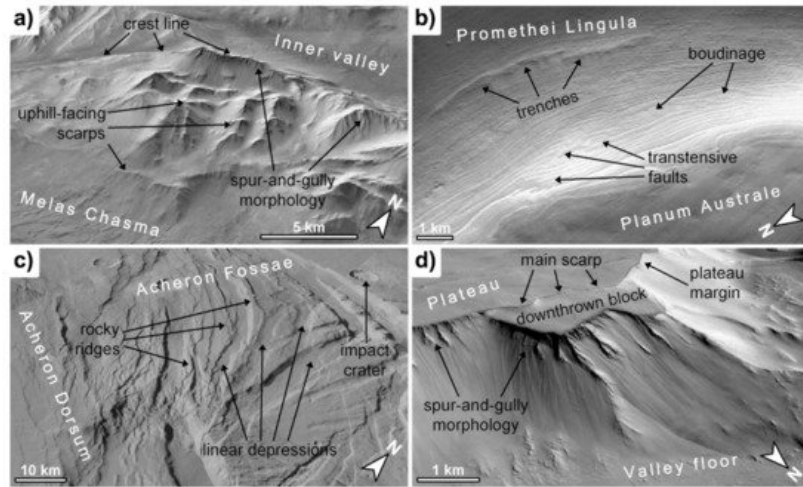 a)
crest line
Inner valley
uphill-facing
scarps
spur-and-gully
morphology
Melas Chasma
5 km
N
b)
Promethei Lingula
boudinage
trenches
transtensive
faults
Planum Australe
1 km
N
c)
Acheron Fossae
rocky
ridges
impact
crater
Acheron Dorsum
linear depressions
10 km
N
d)
main scarp
Plateau
plateau
margin
downthrown block
spur-and-gully
morphology
1 km
Valley floor
N